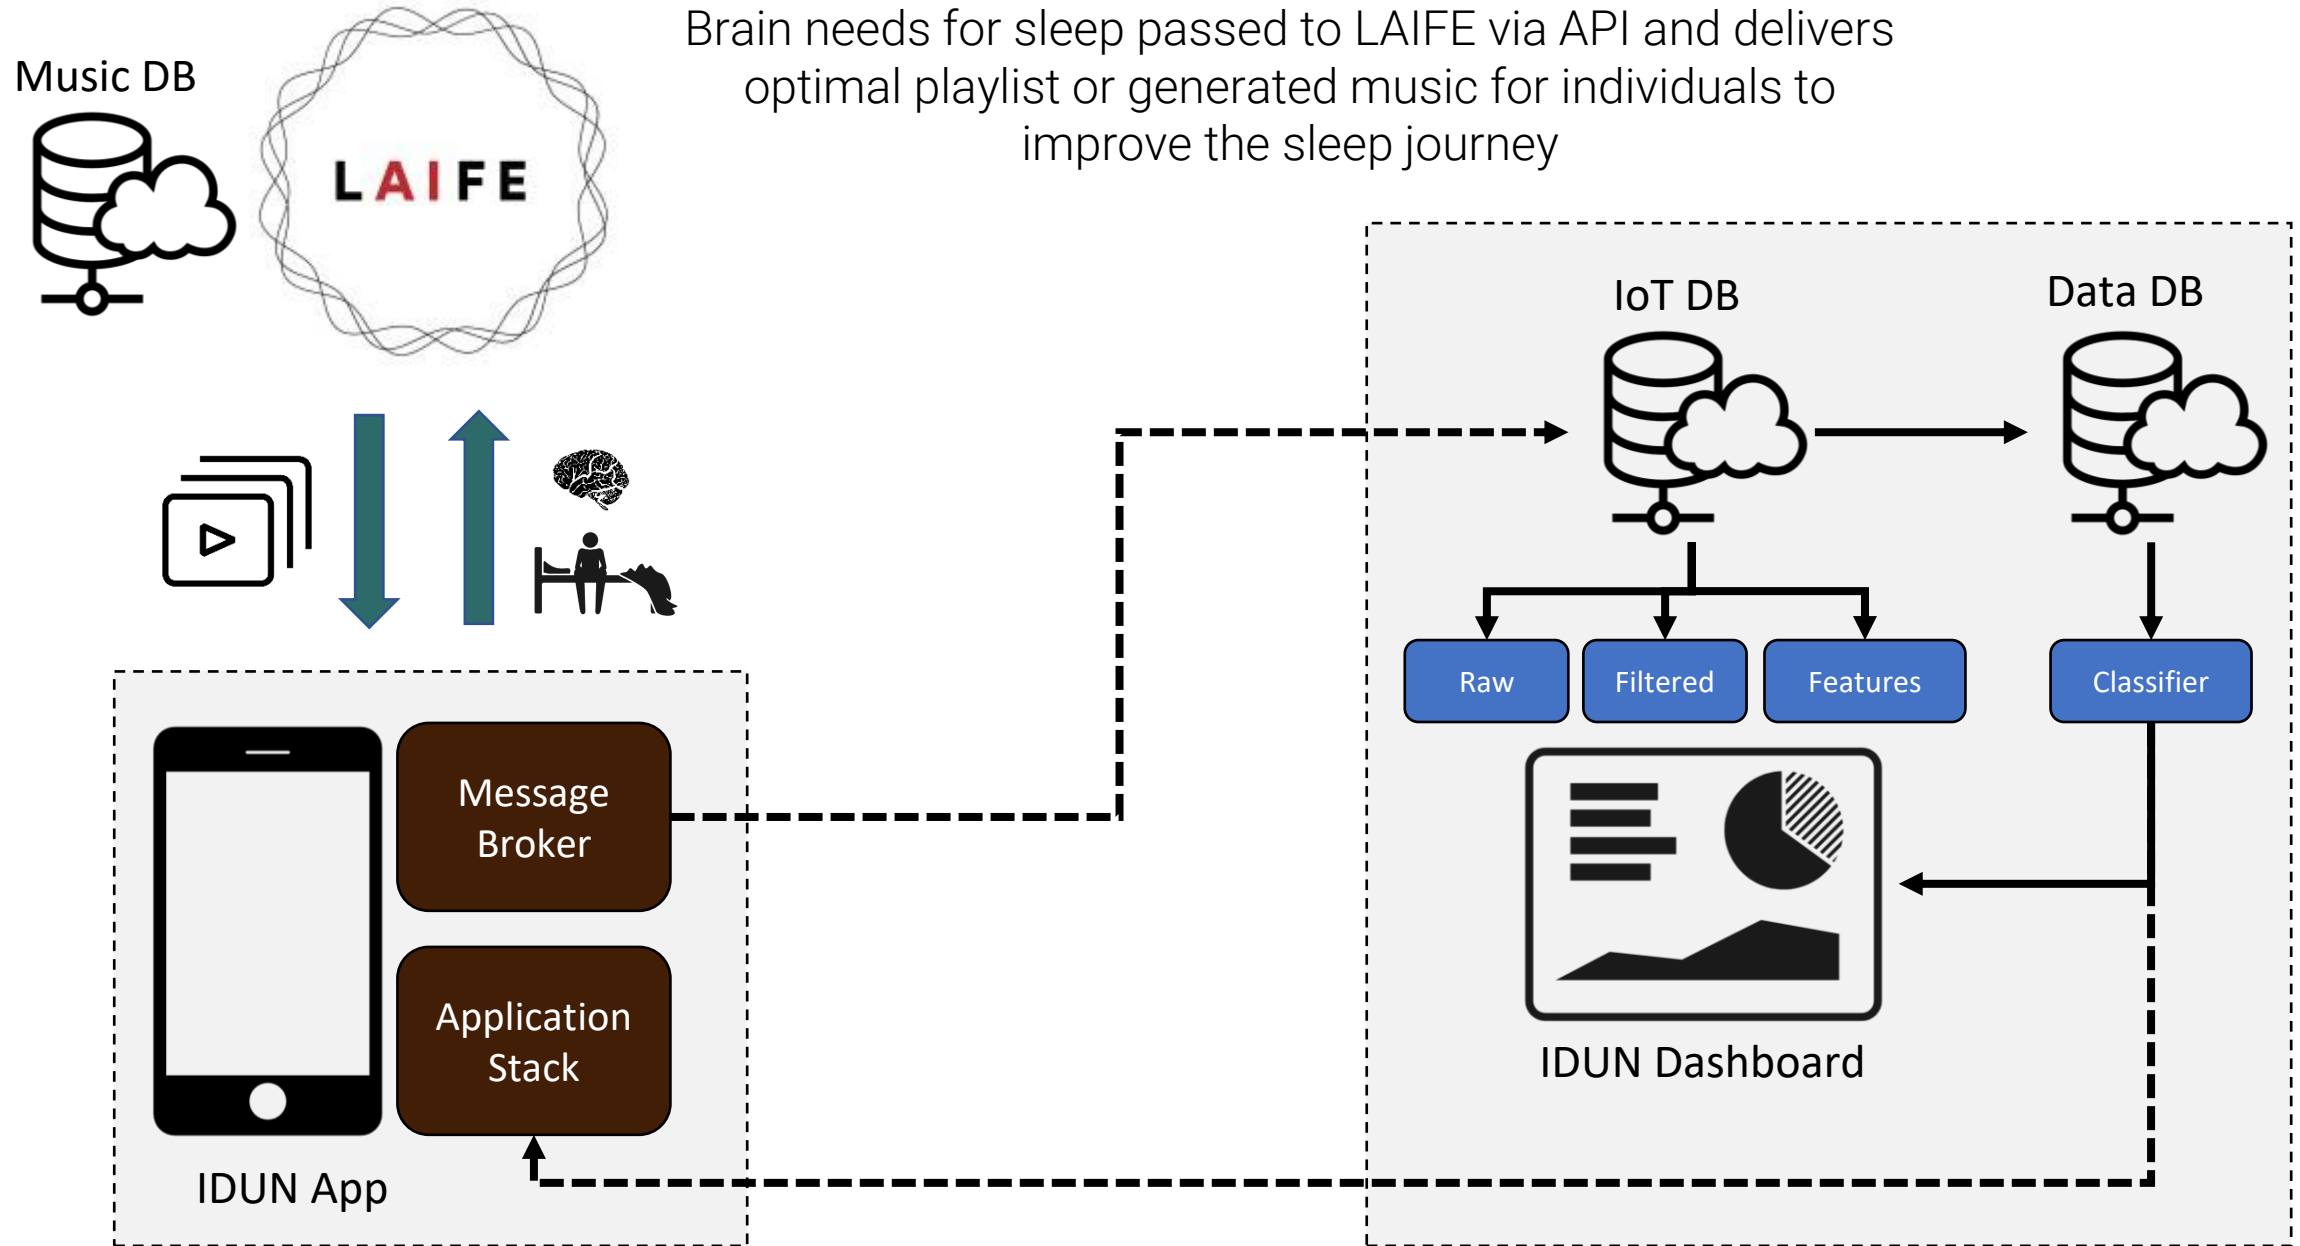 Brain needs for sleep passed to LAIFE via API and delivers
optimal playlist or generated music for individuals to
improve the sleep journey
Music DB
LAIFE
IoT DB
Data DB
Raw
Filtered
Features
Classifier
Message
Broker
Application
Stack
IDUN App
IDUN Dashboard